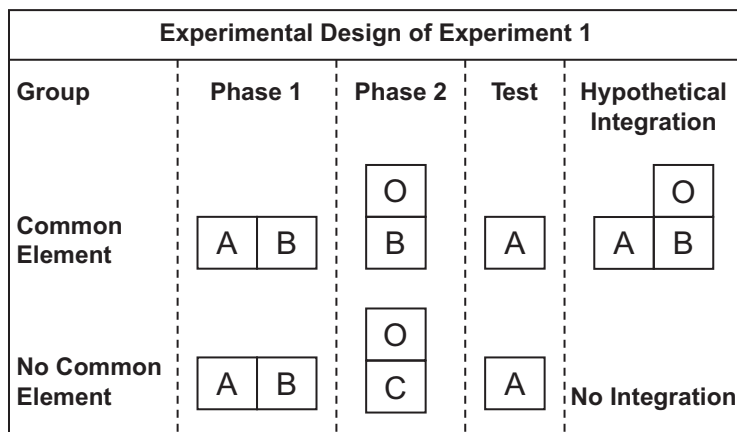 Experimental Design of Experiment 1
Group Phase 1 Phase 2 Test Hypothetical
Integration
O O
Common
Element A B B A A B
O
No Common
Element A B C A No Integration